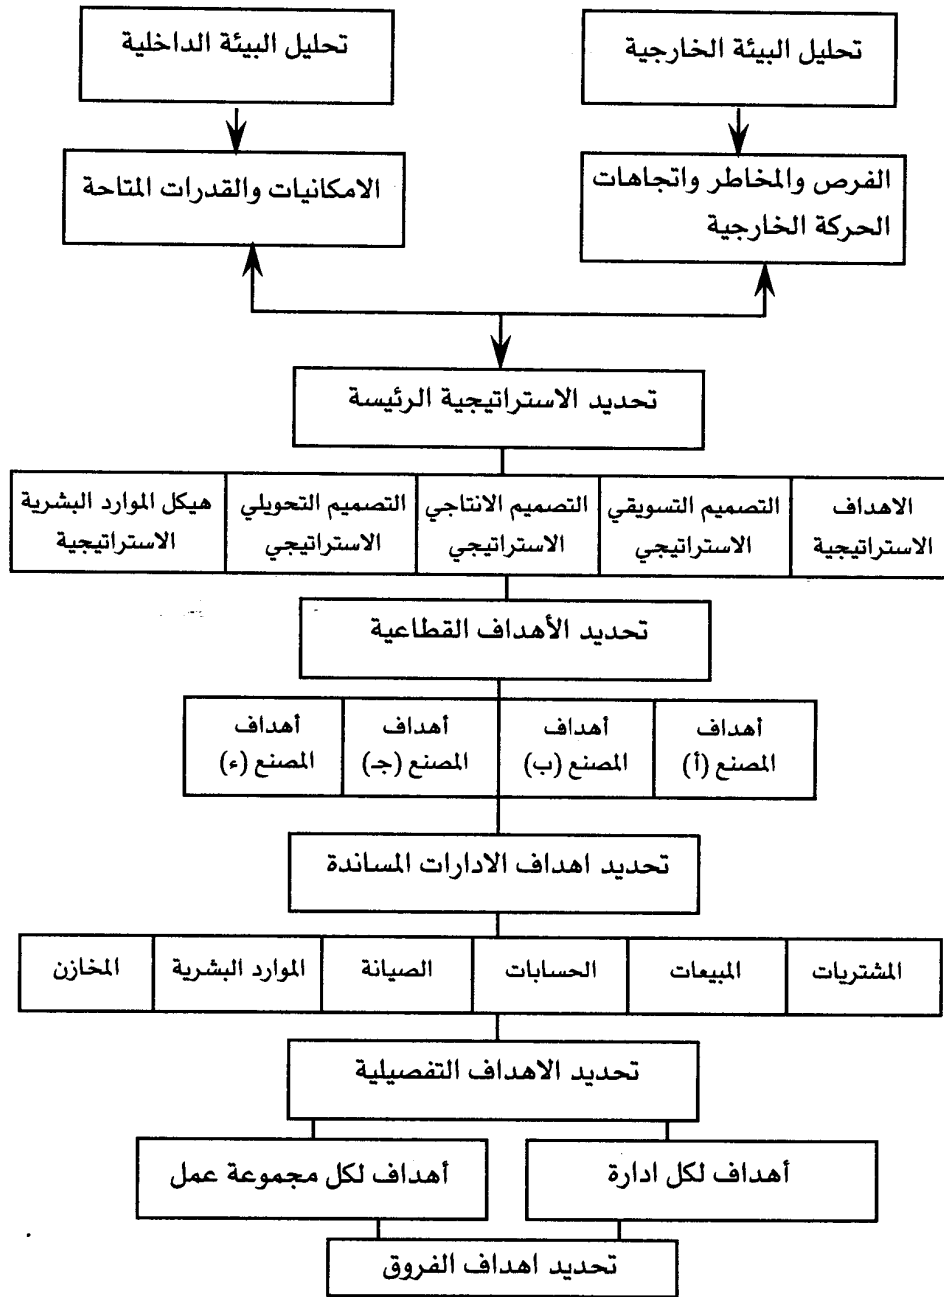 تحليل البيئة الخارجية
تحليل البيئة الداخلية
الفرص والمخاطر واتجاهات
الحركة الخارجية
الامكانيات والقدرات المتاحة
تحديد الاستراتيجية الرئيسة
الاهداف
الاستراتيجية
التصميم التسويقي
الاستراتيجي
التصميم الانتاجي
الاستراتيجي
التصميم التحويلي
الاستراتيجي
هيكل الموارد البشرية
الاستراتيجية
تحديد الأهداف القطاعية
أهداف
المصنع (أ)
أهداف
المصنع (ب)
أهداف
المصنع (جـ)
أهداف
المصنع (ء)
تحديد اهداف الادارات المساندة
المشتريات
المبيعات
الحسابات
الصيانة
الموارد البشرية
المخازن
تحديد الاهداف التفصيلية
أهداف لكل ادارة
أهداف لكل مجموعة عمل
تحديد اهداف الفروق